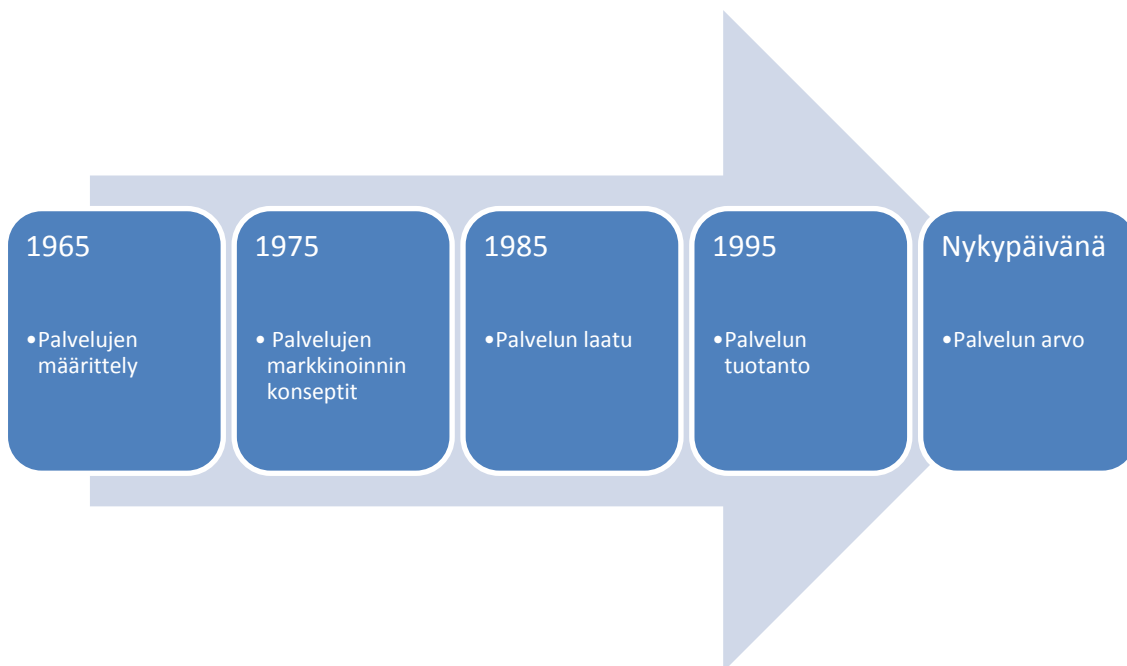 1965
•Palvelujen
määrittely
1975
• Palvelujen
markkinoinnin
konseptit
1985
•Palvelun laatu
1995
•Palvelun
tuotanto
Nykypäivänä
•Palvelun arvo